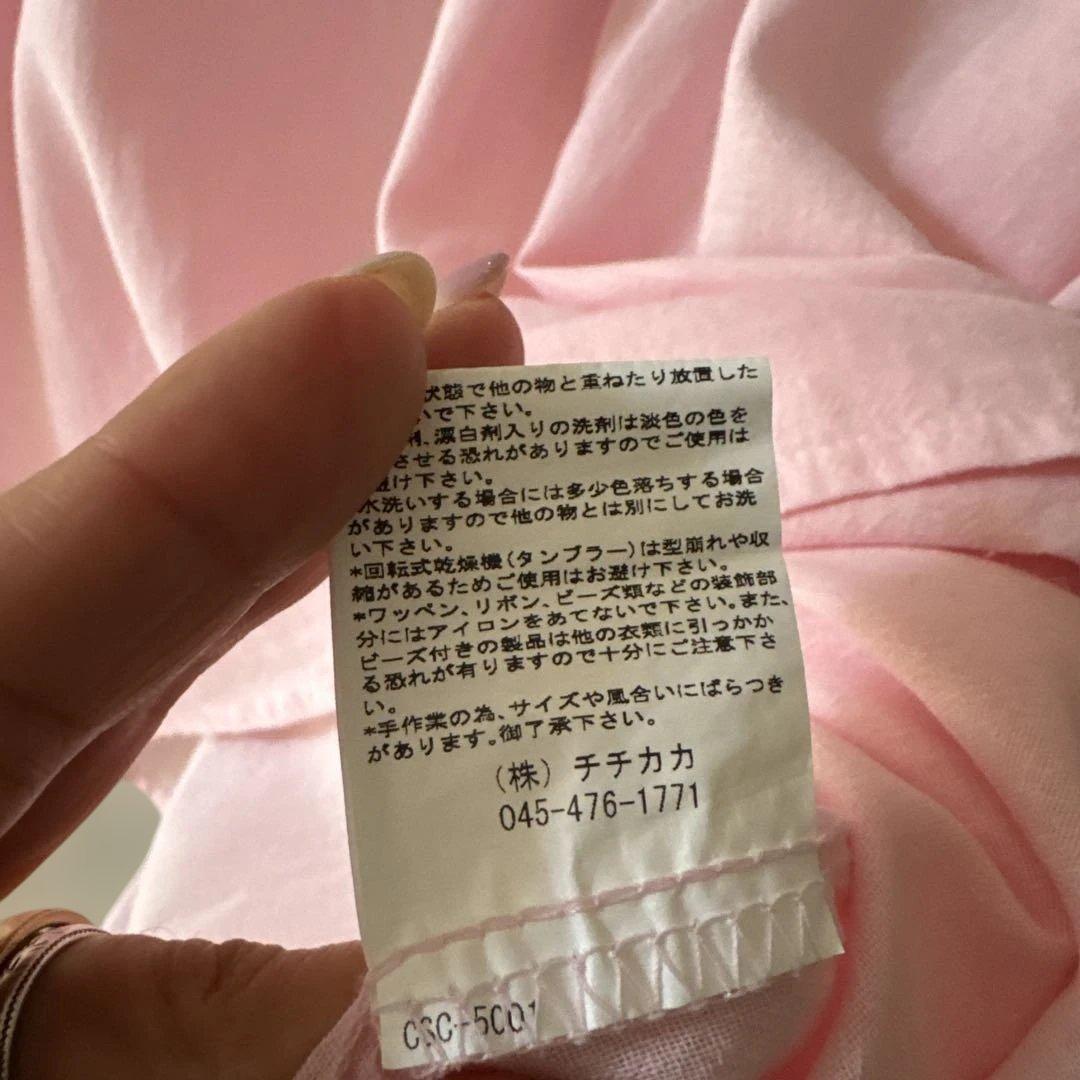 状態で他の物と重ねたり放置した
いで下さい。
剤、漂白剤入りの洗剤は淡色の色を
させる恐れがありますのでご使用は
避け下さい。
水洗いする場合には多少色落ちする場合
がありますので他の物とは別にしてお洗
い下さい。
*回転式乾燥機(タンブラー)は型崩れや収
縮があるためご使用はお避け下さい。
*ワッペン、リボン、ビーズ類などの装飾部
分にはアイロンをあてないで下さい。また、
ビーズ付きの製品は他の衣類に引っかか
る恐れが有りますので十分にご注意下さ
い。
*手作業の為、サイズや風合いにばらつき
があります。御了承下さい。
(株) チチカカ
045-476-1771